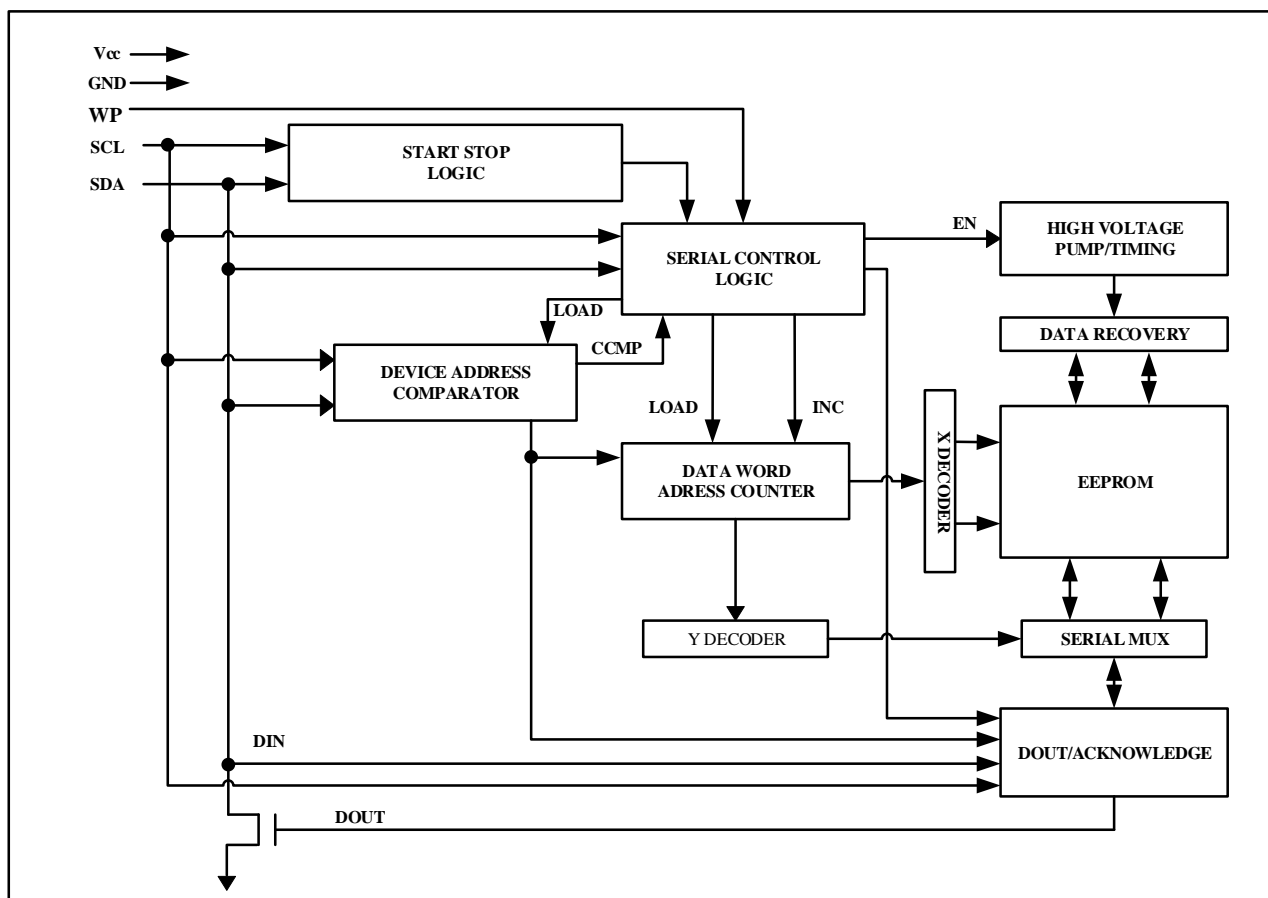 Vcc
GND
WP
SCL
SDA
START STOP
LOGIC
SERIAL CONTROL
LOGIC
EN
HIGH VOLTAGE
PUMP/TIMING
DATA RECOVERY
LOAD
CCMP
DEVICE ADDRESS
COMPARATOR
LOAD
INC
DATA WORD
ADRESS COUNTER
X DECODER
EEPROM
Y DECODER
SERIAL MUX
DIN
DOUT/ACKNOWLEDGE
DOUT